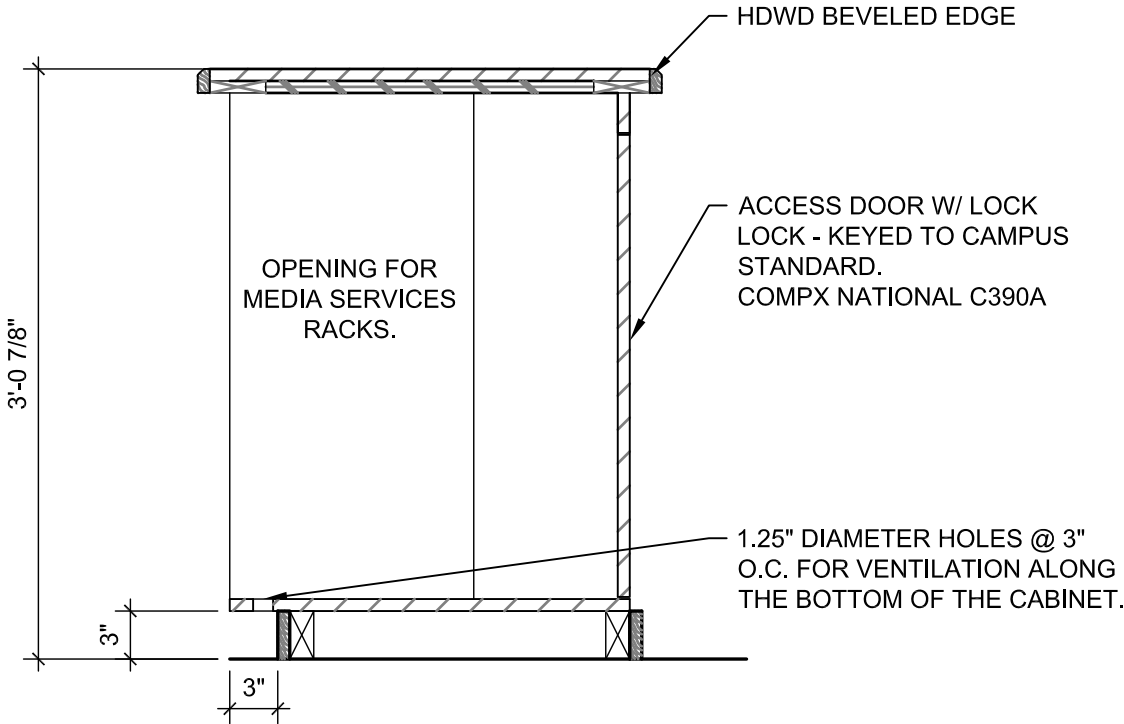 HDWD BEVELED EDGE
ACCESS DOOR W/ LOCK
LOCK - KEYED TO CAMPUS
STANDARD.
COMPX NATIONAL C390A
OPENING FOR
MEDIA SERVICES
RACKS.
3'-0 7/8"
1.25" DIAMETER HOLES @ 3"
O.C. FOR VENTILATION ALONG
THE BOTTOM OF THE CABINET.
3"
3"